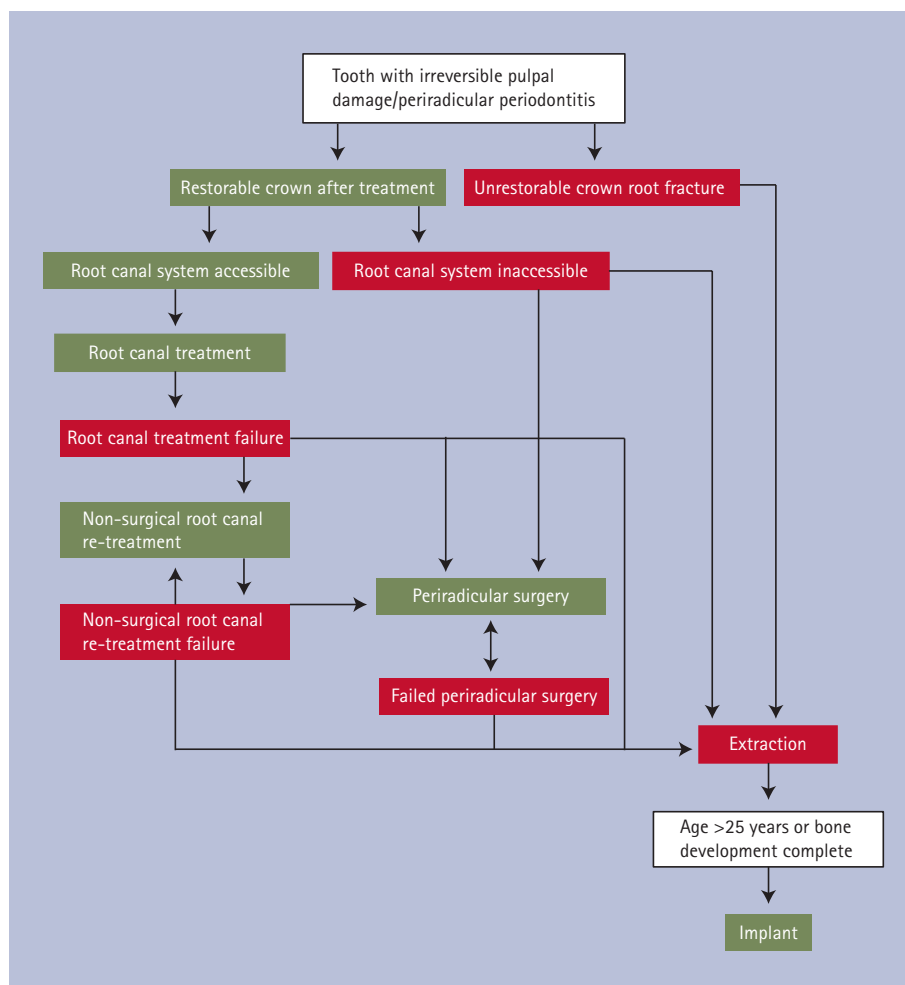 Tooth with irreversible pulpal
damage/periradicular periodontitis
Restorable crown after treatment
Unrestorable crown root fracture
Root canal system accessible
Root canal system inaccessible
Root canal treatment
Root canal treatment failure
Non-surgical root canal
re-treatment
Periradicular surgery
Non-surgical root canal
re-treatment failure
Failed periradicular surgery
Extraction
Age >25 years or bone
development complete
Implant